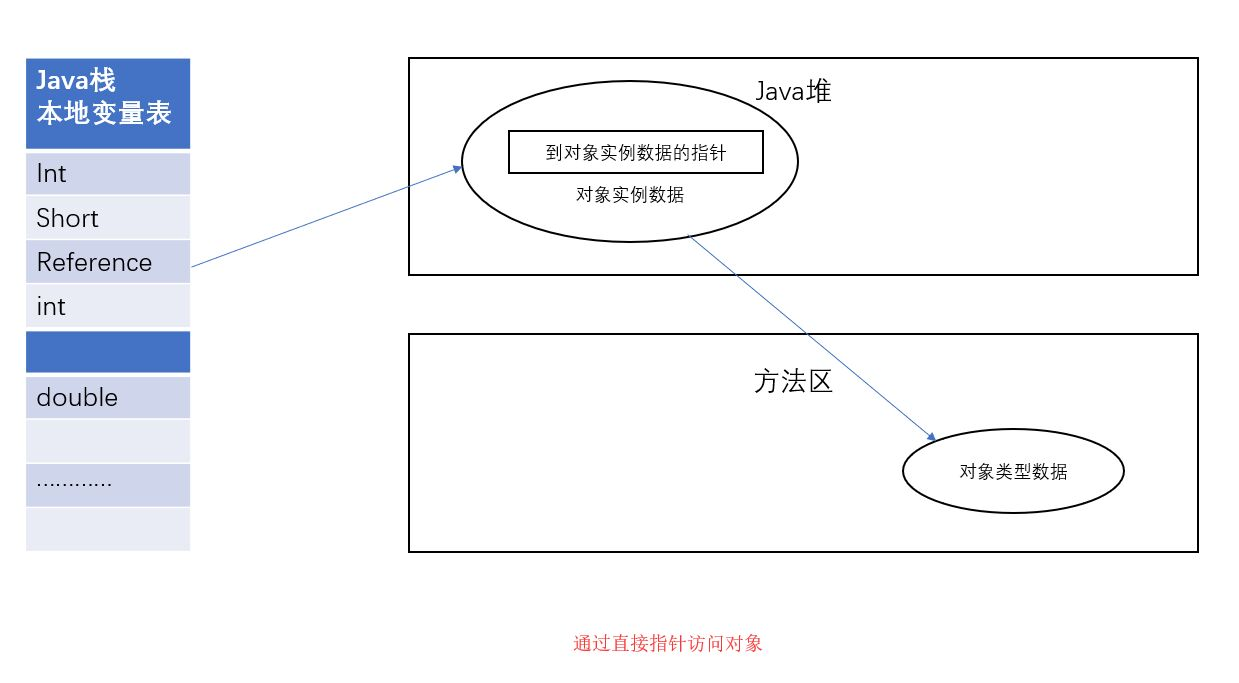 Java栈
本地变量表
Int
Short
Reference
int
double
…………
Java堆
到对象实例数据的指针
对象实例数据
方法区
对象类型数据
通过直接指针访问对象